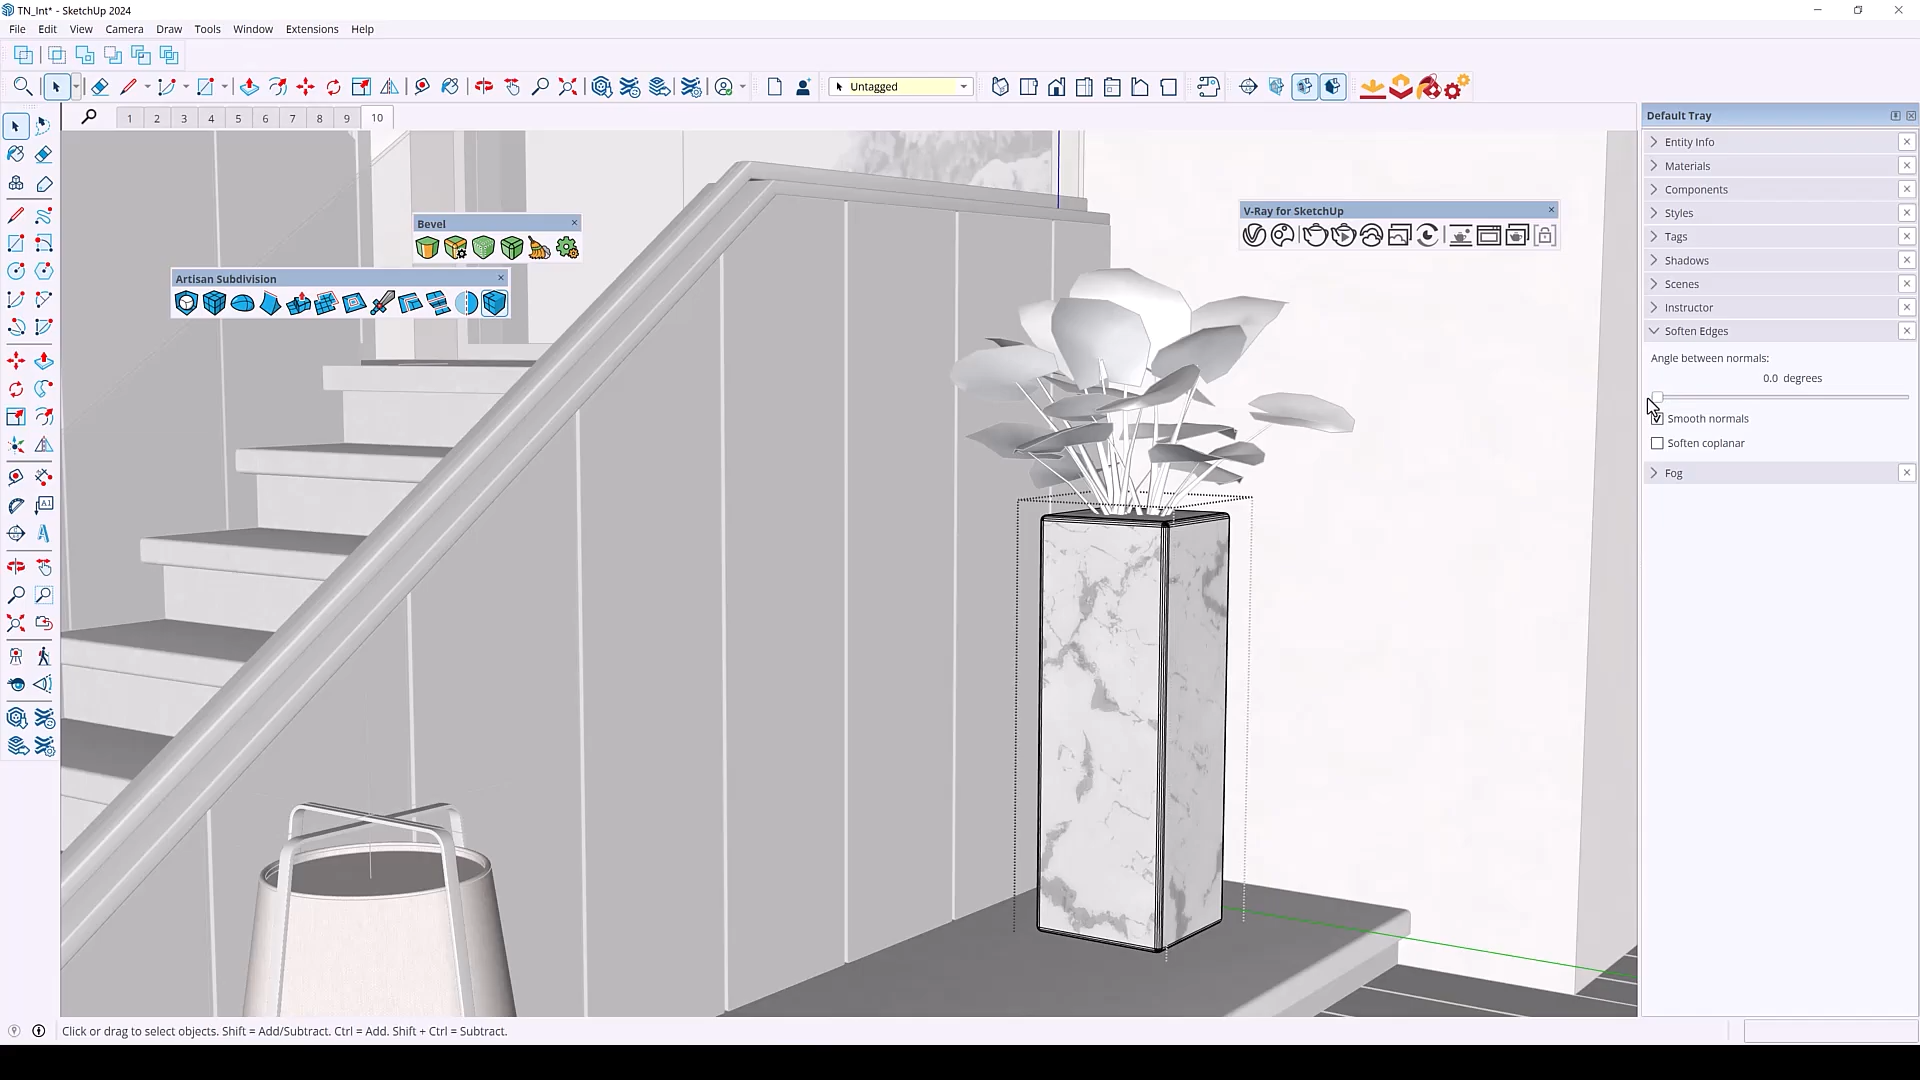 TN_Int* - SketchUp 2024
File Edit View Camera Draw Tools Window Extensions Help
Untagged
1 2 3 4 5 6 7 8 9 10
Default Tray
Entity Info
Materials
Components
Styles
Tags
Shadows
Scenes
Instructor
Soften Edges
Angle between normals:
0.0 degrees
Smooth normals
Soften coplanar
Fog
Bevel
Artisan Subdivision
V-Ray for SketchUp
Click or drag to select objects. Shift = Add/Subtract. Ctrl = Add. Shift + Ctrl = Subtract.